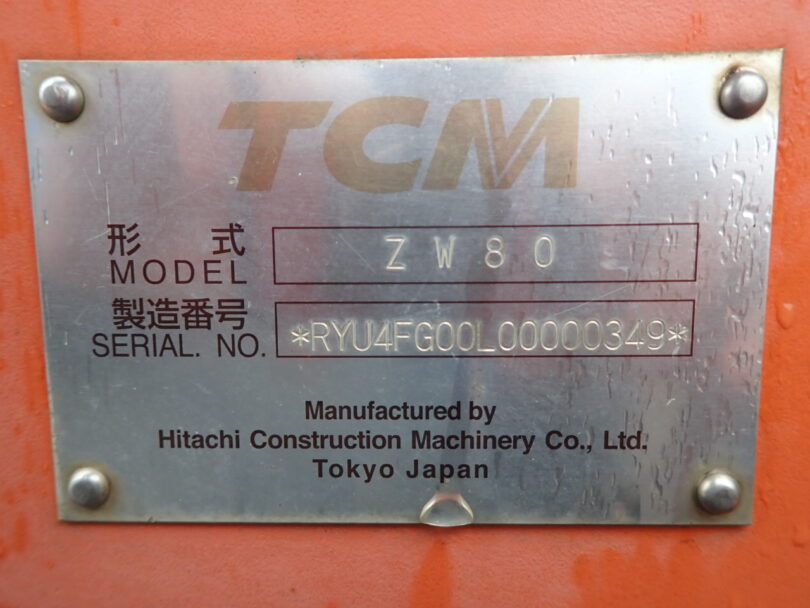 TCM
形 式 ZW80
MODEL
製造番号 *RYU4FG00L00000349*
SERIAL. NO.
Manufactured by
Hitachi Construction Machinery Co., Ltd.
Tokyo Japan